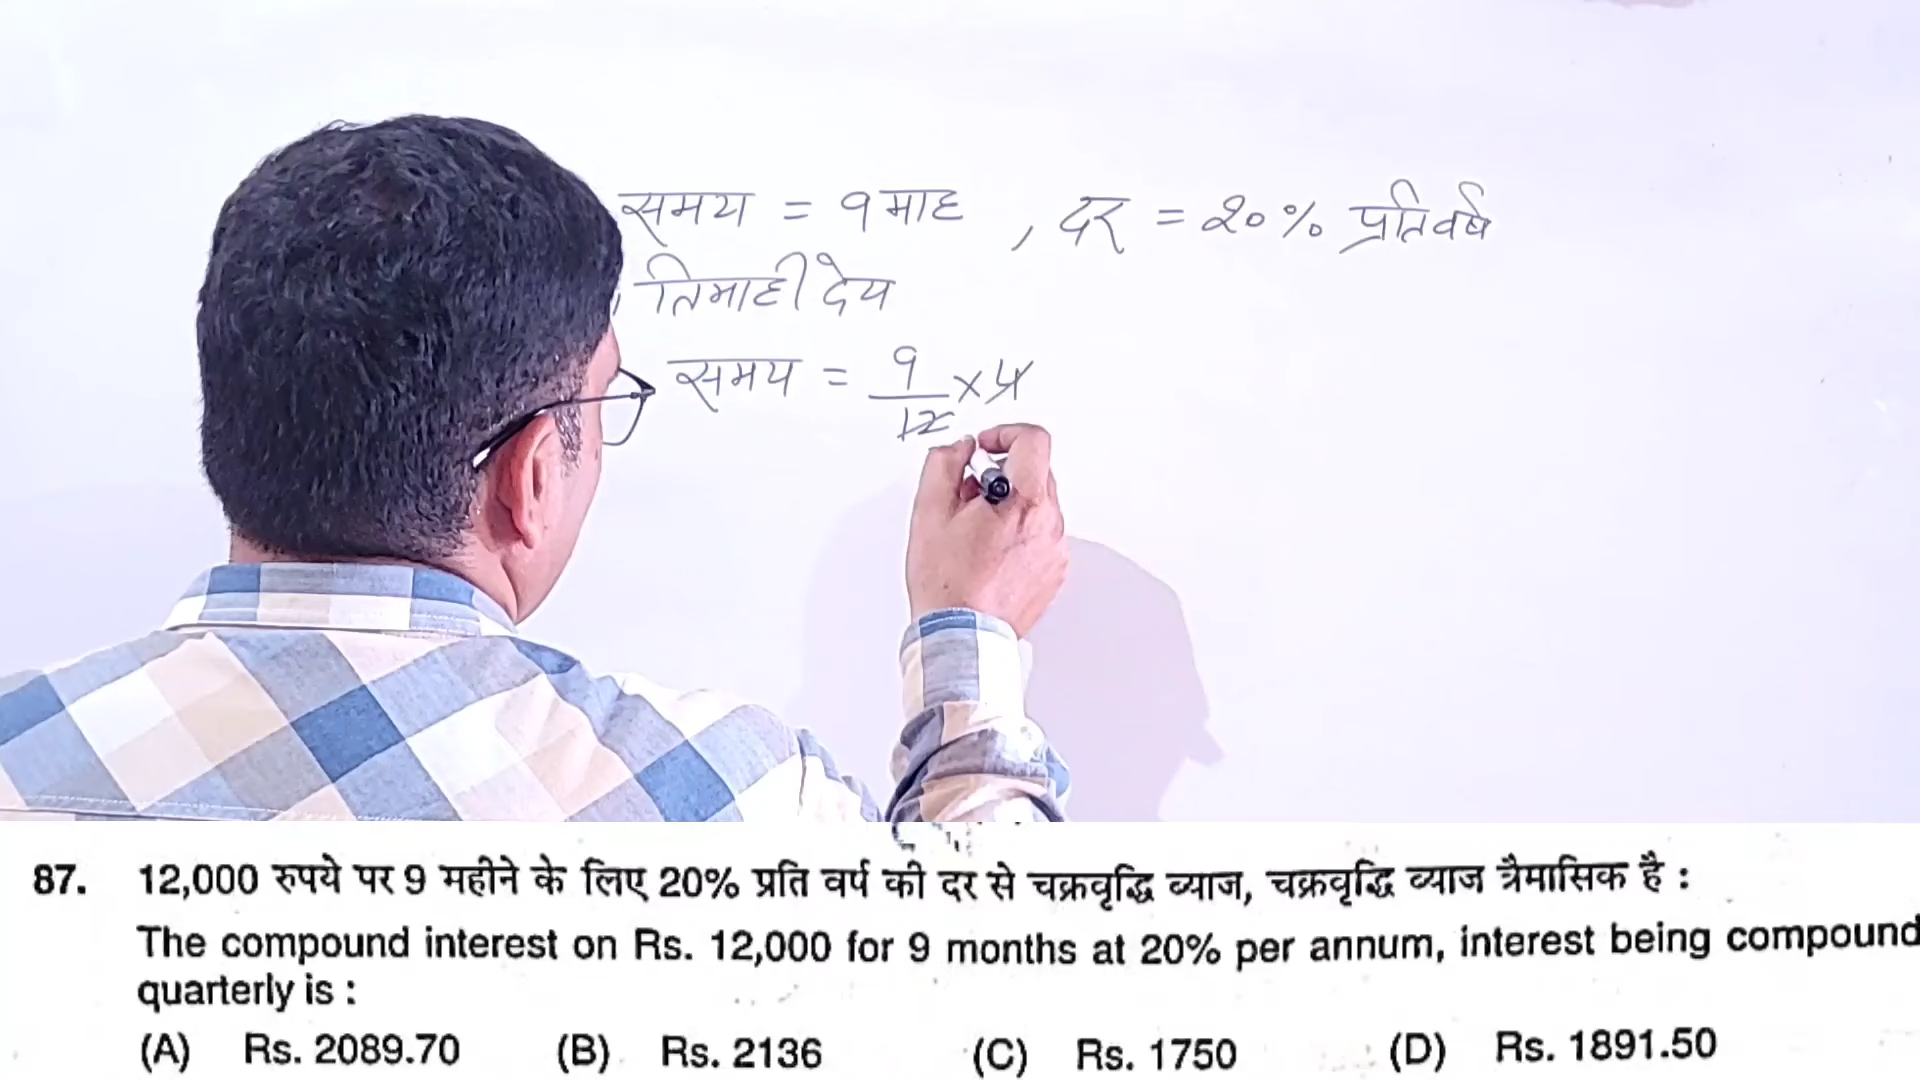 समय = 9 माह , दर = 20% प्रतिवर्ष
तिमाही देय
समय = 9/12 × 4
87. 12,000 रुपये पर 9 महीने के लिए 20% प्रति वर्ष की दर से चक्रवृद्धि ब्याज, चक्रवृद्धि ब्याज त्रैमासिक है :
The compound interest on Rs. 12,000 for 9 months at 20% per annum, interest being compound
quarterly is :
(A) Rs. 2089.70 (B) Rs. 2136 (C) Rs. 1750 (D) Rs. 1891.50